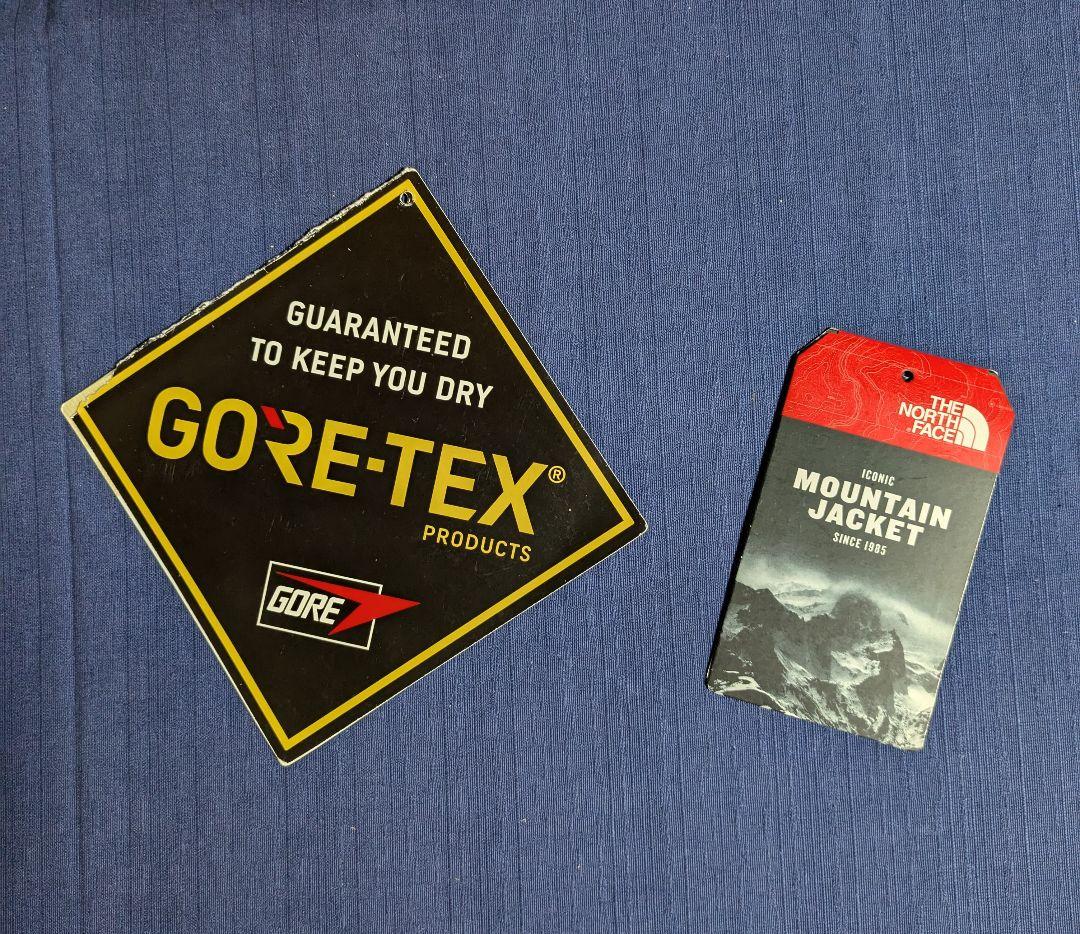 GUARANTEED
TO KEEP YOU DRY
GORE-TEX®
PRODUCTS
GORE
THE
NORTH
FACE
ICONIC
MOUNTAIN
JACKET
SINCE 1985